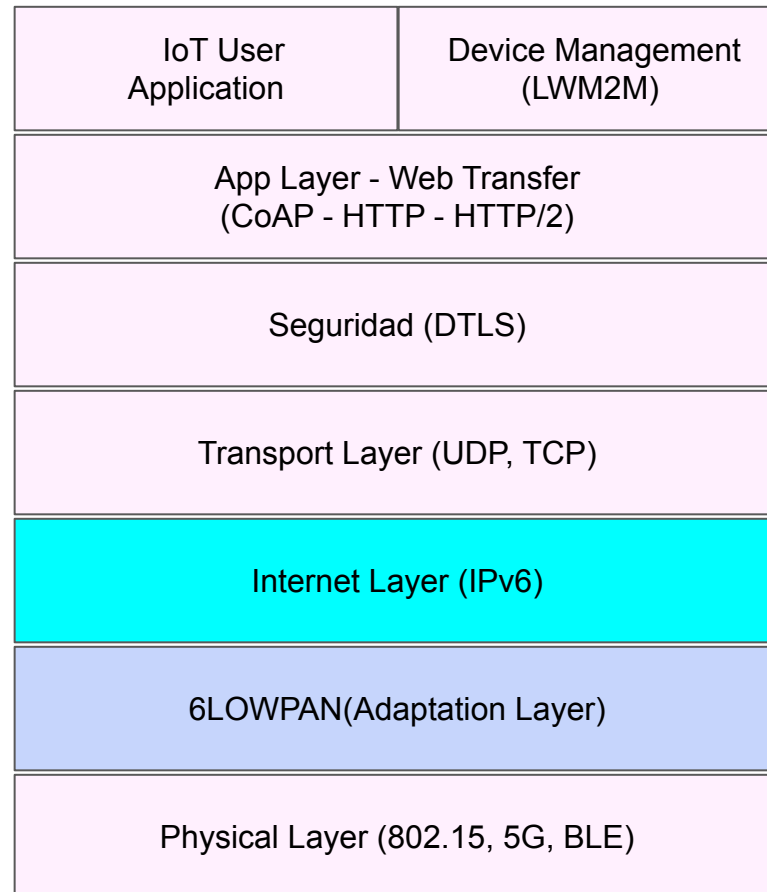 IoT User
Application
Device Management
(LWM2M)
App Layer - Web Transfer
(CoAP - HTTP - HTTP/2)
Seguridad (DTLS)
Transport Layer (UDP, TCP)
Internet Layer (IPv6)
6LOWPAN(Adaptation Layer)
Physical Layer (802.15, 5G, BLE)